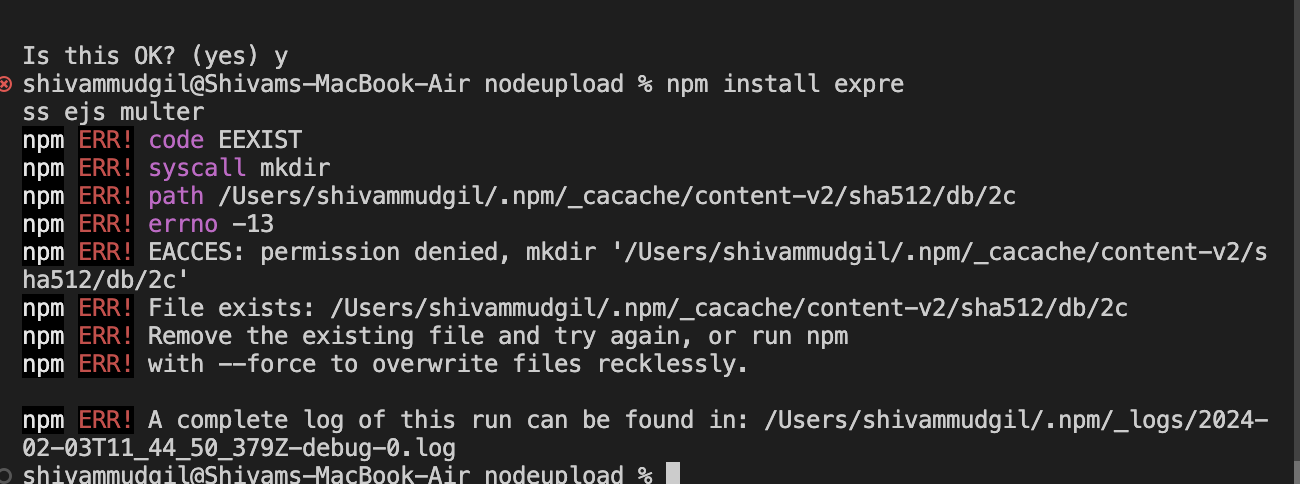 Is this OK? (yes) y
shivammudgil@Shivams-MacBook-Air nodeupload % npm install expre
ss ejs multer
npm ERR! code EEXIST
npm ERR! syscall mkdir
npm ERR! path /Users/shivammudgil/.npm/_cacache/content-v2/sha512/db/2c
npm ERR! errno -13
npm ERR! EACCES: permission denied, mkdir '/Users/shivammudgil/.npm/_cacache/content-v2/s
ha512/db/2c'
npm ERR! File exists: /Users/shivammudgil/.npm/_cacache/content-v2/sha512/db/2c
npm ERR! Remove the existing file and try again, or run npm
npm ERR! with --force to overwrite files recklessly.
npm ERR! A complete log of this run can be found in: /Users/shivammudgil/.npm/_logs/2024-
02-03T11_44_50_379Z-debug-0.log
shivammudgil@Shivams-MacBook-Air nodeupload %